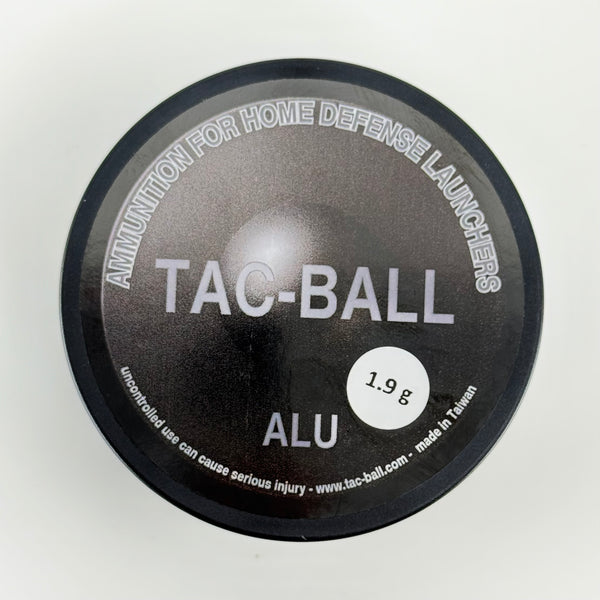 AMMUNITION FOR HOME DEFENSE LAUNCHERS
TAC-BALL
1.9 g
ALU
uncontrolled use can cause serious injury - www.tac-ball.com - made in Taiwan